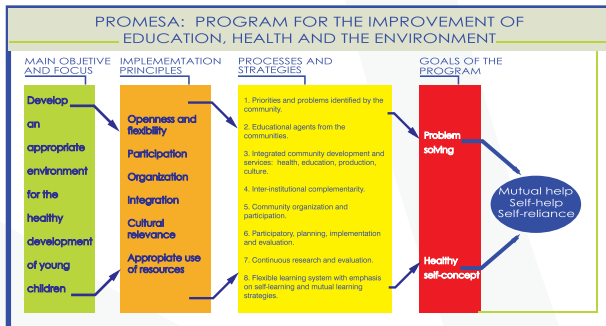 PROMESA: PROGRAM FOR THE IMPROVEMENT OF
EDUCATION, HEALTH AND THE ENVIRONMENT
MAIN OBJETIVE
AND FOCUS
Develop
an
appropriate
environment
for the
healthy
development
of young
children
IMPLEMEMTATION
PRINCIPLES
Openness and
flexibility
Participation
Organization
Integration
Cultural
relevance
Appropiate use
of resources
PROCESSES AND
STRATEGIES
1. Priorities and problems identified by the
community.
2. Educational agents from the
communities.
3. Integrated community development and
services: health, education, production,
culture.
4. Inter-institutional complementarity.
5. Community organization and
participation.
6. Participatory, planning, implementation
and evaluation.
7. Continuous research and evaluation.
8. Flexible learning system with emphasis
on self-learning and mutual learning
strategies.
GOALS OF THE
PROGRAM
Problem
solving
Healthy
self-concept
Mutual help
Self-help
Self-reliance